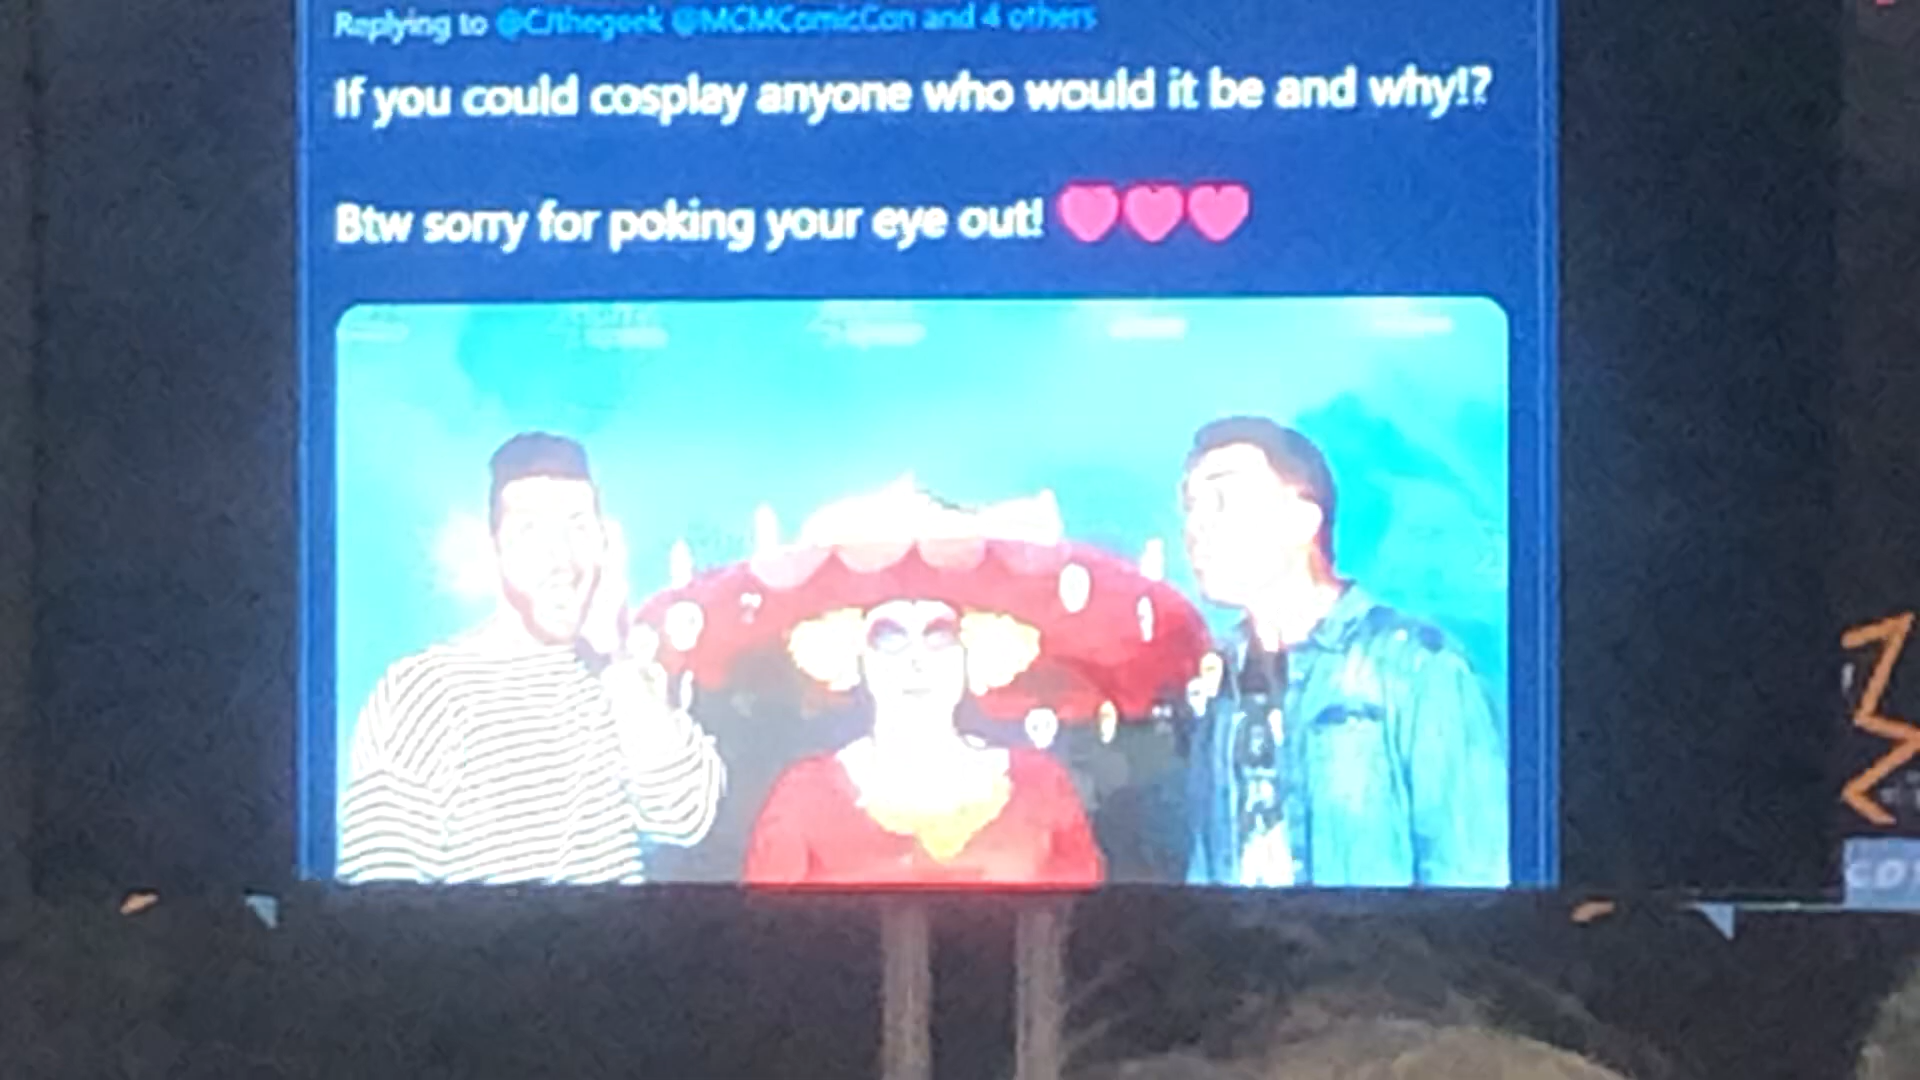 Replying to @CJthegeek @MCMComicCon and 4 others
If you could cosplay anyone who would it be and why!?
Btw sorry for poking your eye out!